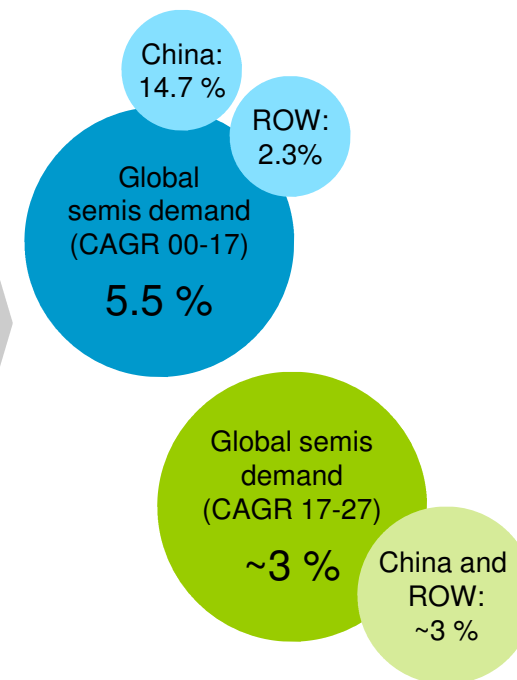 China:
14.7 %
ROW:
2.3%
Global
semis demand
(CAGR 00-17)
5.5 %
Global semis
demand
(CAGR 17-27)
~3 %
China and
ROW:
~3 %